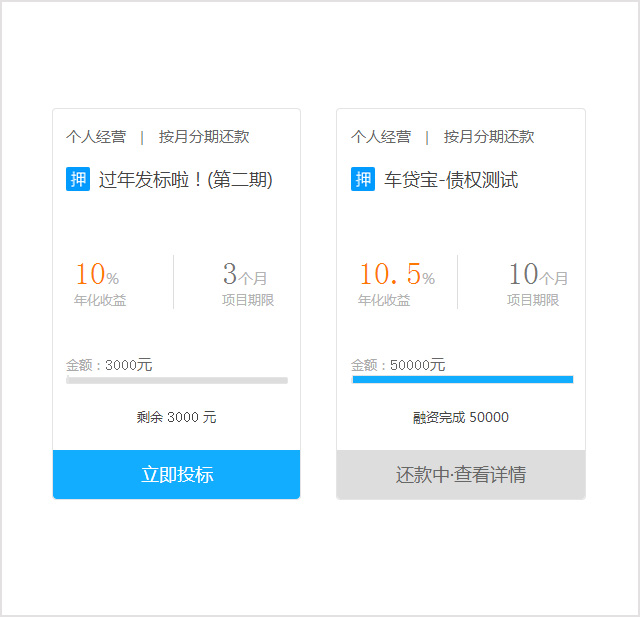 个人经营 | 按月分期还款
押 过年发标啦！(第二期)
10% 3个月
年化收益 项目期限
金额：3000元
剩余 3000 元
立即投标
个人经营 | 按月分期还款
押 车贷宝-债权测试
10.5% 10个月
年化收益 项目期限
金额：50000元
融资完成 50000
还款中·查看详情